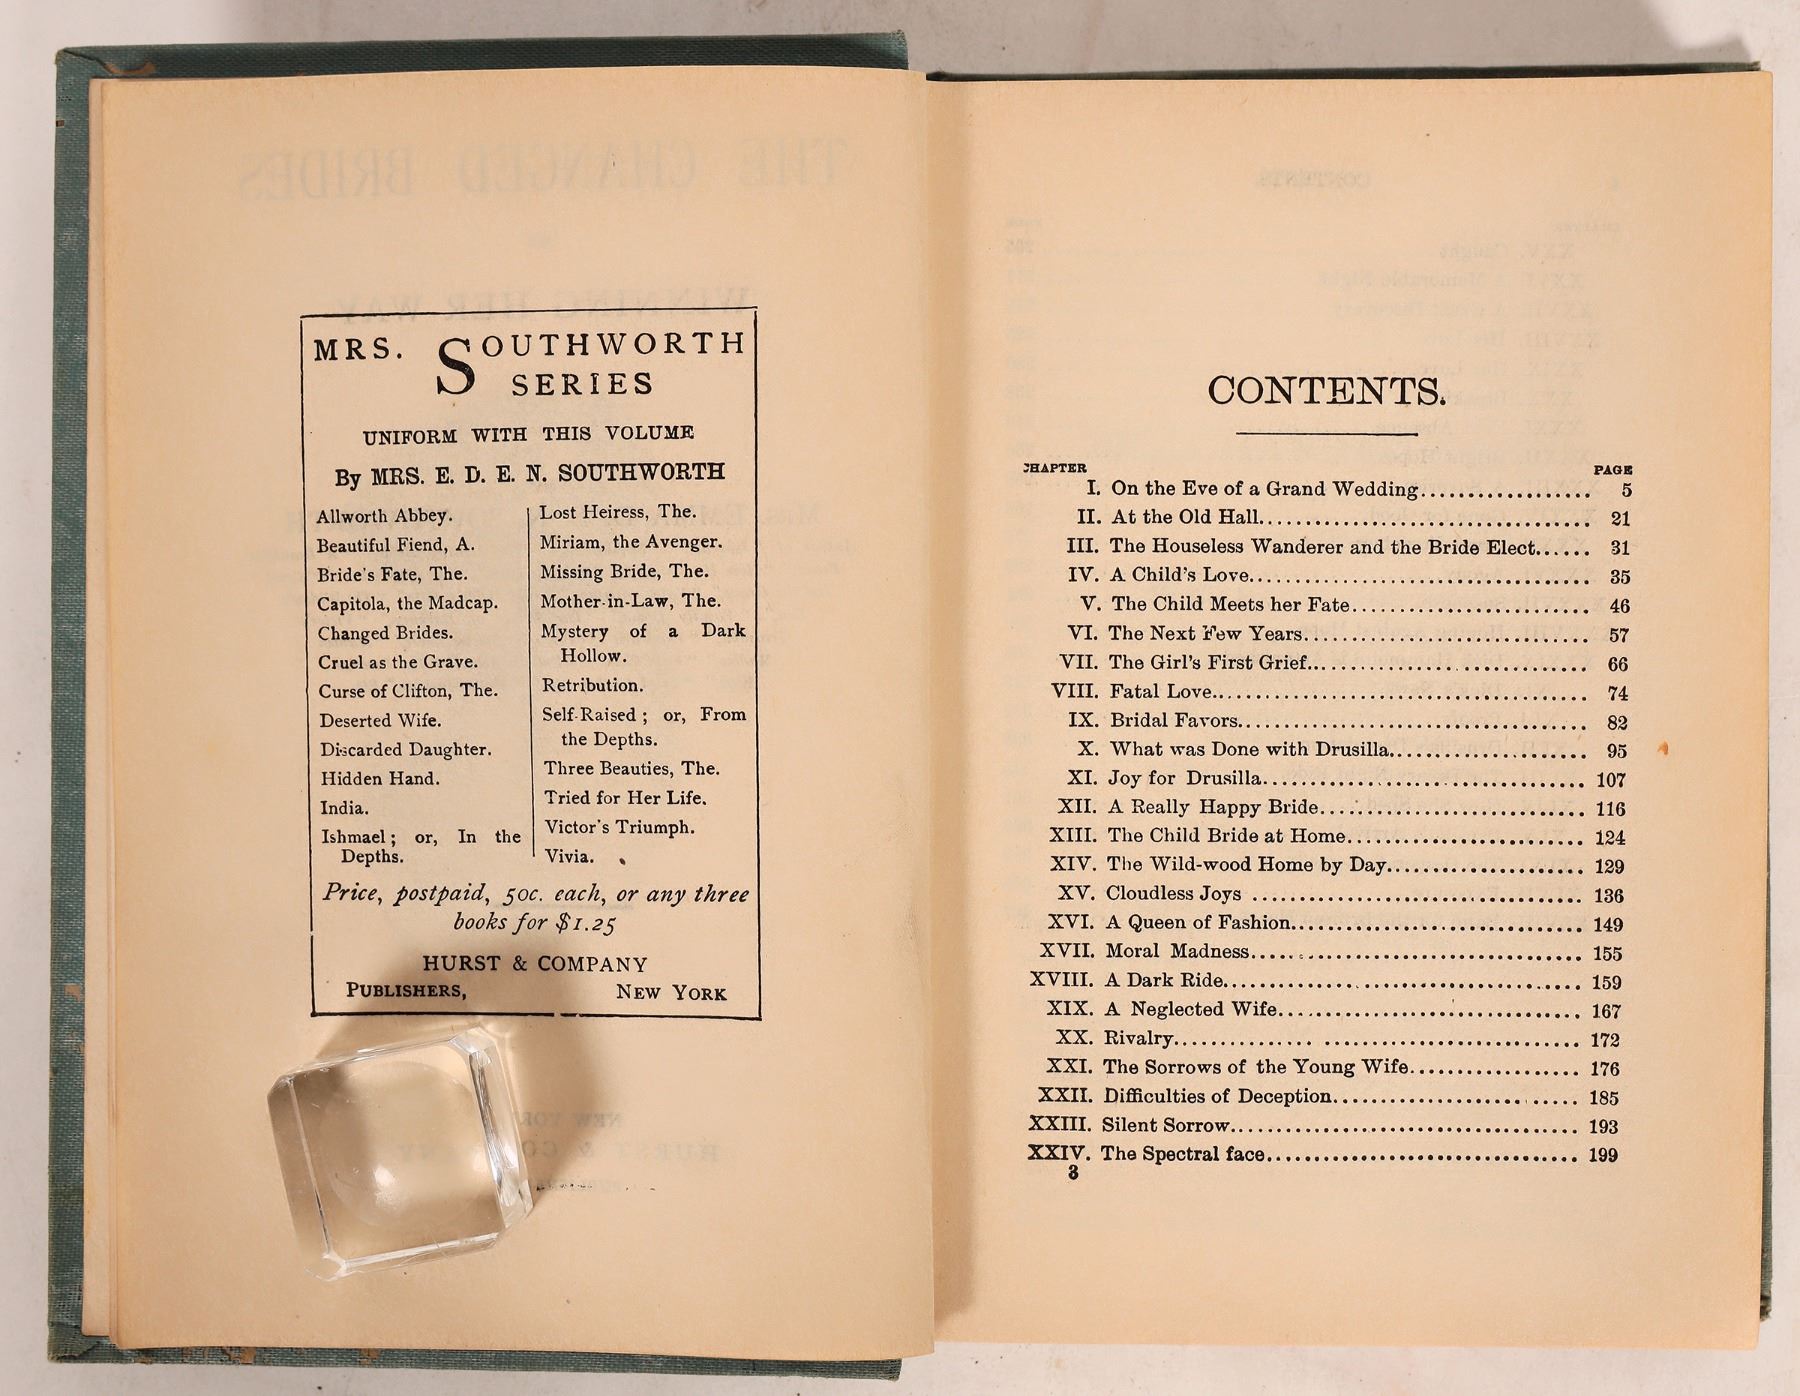 THE CHANGED BRIDES
WINNING HER WAY
MRS. SOUTHWORTH
SERIES
UNIFORM WITH THIS VOLUME
By MRS. E. D. E. N. SOUTHWORTH
Allworth Abbey.
Beautiful Fiend, A.
Bride's Fate, The.
Capitola, the Madcap.
Changed Brides.
Cruel as the Grave.
Curse of Clifton, The.
Deserted Wife.
Discarded Daughter.
Hidden Hand.
India.
Ishmael; or, In the
Depths.
Lost Heiress, The.
Miriam, the Avenger.
Missing Bride, The.
Mother-in-Law, The.
Mystery of a Dark
Hollow.
Retribution.
Self-Raised; or, From
the Depths.
Three Beauties, The.
Tried for Her Life.
Victor's Triumph.
Vivia.
Price, postpaid, 50c. each, or any three
books for $1.25
HURST & COMPANY
PUBLISHERS, NEW YORK
CONTENTS.
CHAPTER PAGE
I. On the Eve of a Grand Wedding.................. 5
II. At the Old Hall.................................. 21
III. The Houseless Wanderer and the Bride Elect...... 31
IV. A Child's Love................................... 35
V. The Child Meets her Fate......................... 46
VI. The Next Few Years.............................. 57
VII. The Girl's First Grief............................ 66
VIII. Fatal Love....................................... 74
IX. Bridal Favors.................................... 82
X. What was Done with Drusilla..................... 95
XI. Joy for Drusilla................................. 107
XII. A Really Happy Bride........................... 116
XIII. The Child Bride at Home........................ 124
XIV. The Wild-wood Home by Day.................... 129
XV. Cloudless Joys .................................. 136
XVI. A Queen of Fashion.............................. 149
XVII. Moral Madness.................................. 155
XVIII. A Dark Ride..................................... 159
XIX. A Neglected Wife................................ 167
XX. Rivalry.......................................... 172
XXI. The Sorrows of the Young Wife.................. 176
XXII. Difficulties of Deception.......................... 185
XXIII. Silent Sorrow.................................... 193
XXIV. The Spectral face................................ 199
3